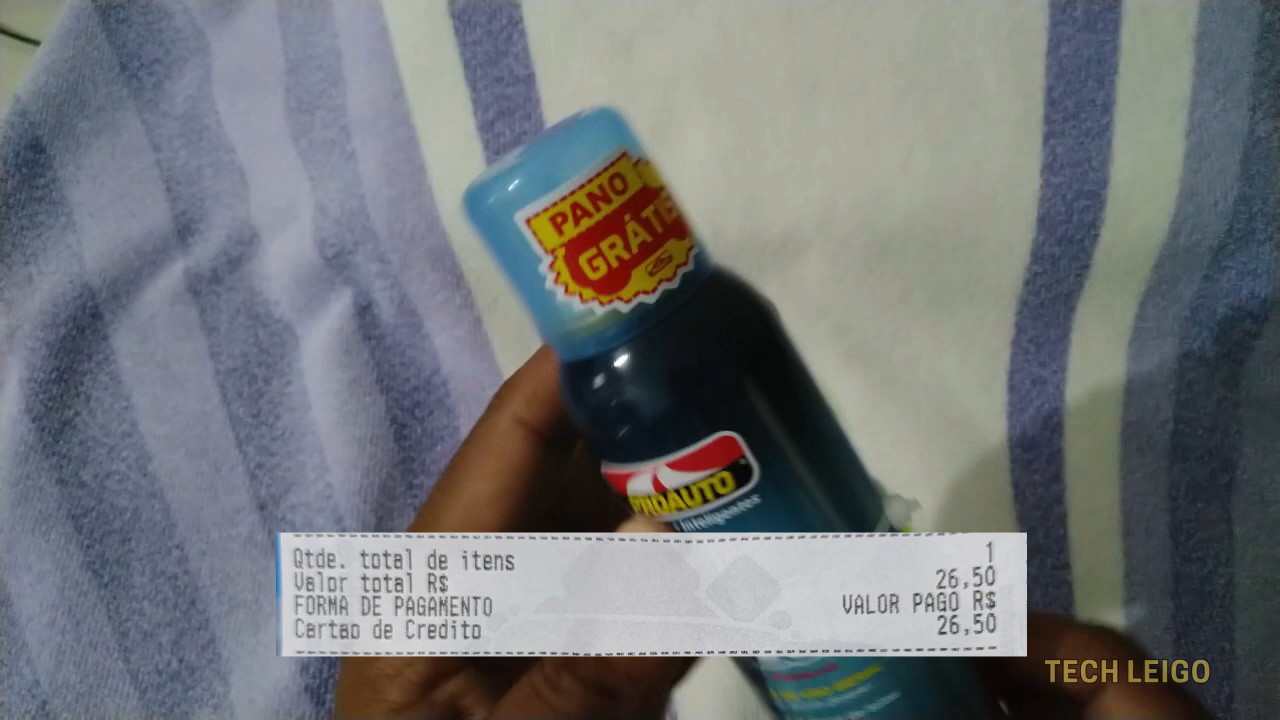 PANO
GRÁTIS
PROAUTO
Qtde. total de itens 1
Valor total R$ 26,50
FORMA DE PAGAMENTO VALOR PAGO R$
Cartao de Credito 26,50
TECH LEIGO